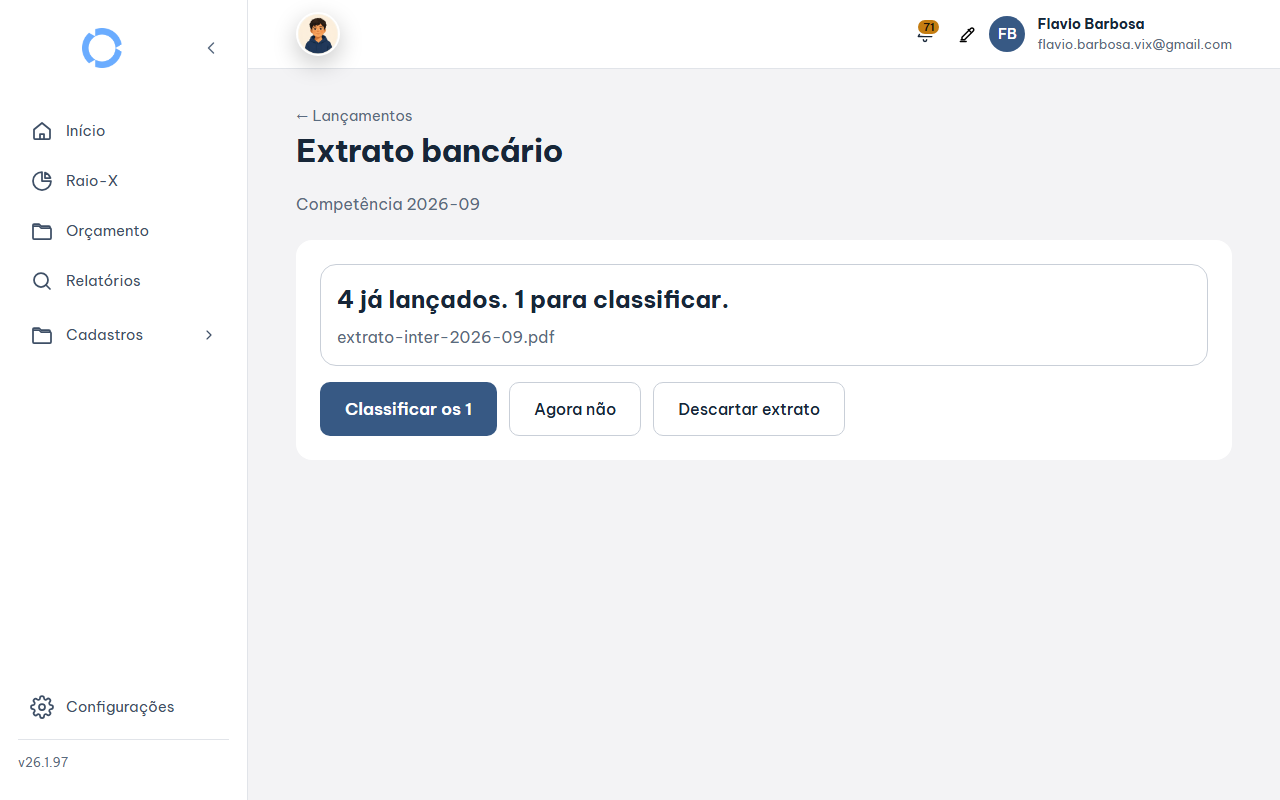 71
Flavio Barbosa
FB
flavio.barbosa.vix@gmail.com
Início
Raio-X
Orçamento
Relatórios
Cadastros
Configurações
v26.1.97
← Lançamentos
Extrato bancário
Competência 2026-09
4 já lançados. 1 para classificar.
extrato-inter-2026-09.pdf
Classificar os 1
Agora não
Descartar extrato